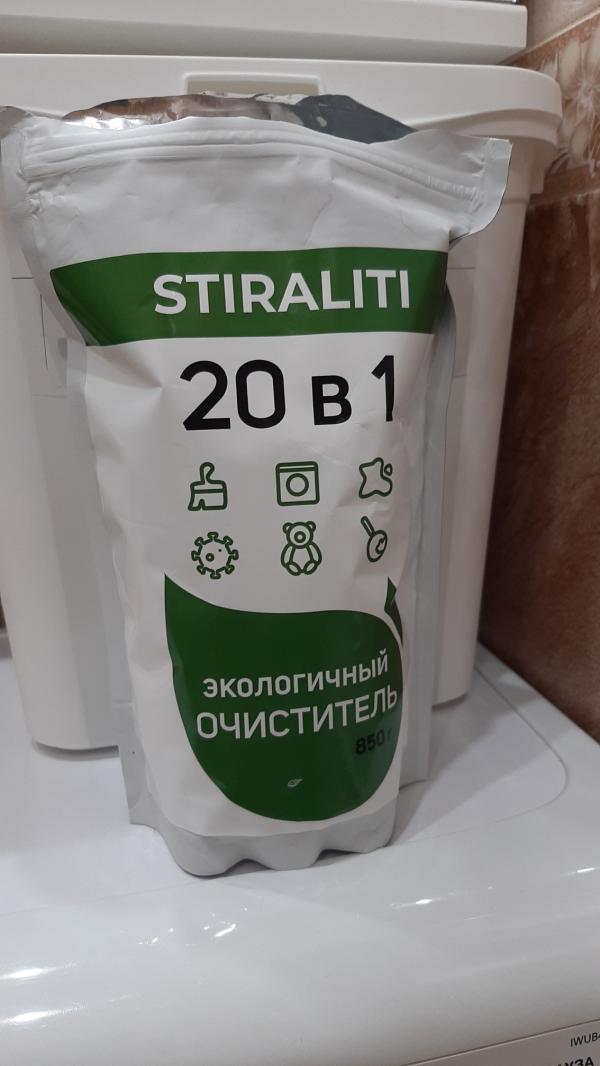 STIRALITI
20 в 1
экологичный
ОЧИСТИТЕЛЬ
850 г